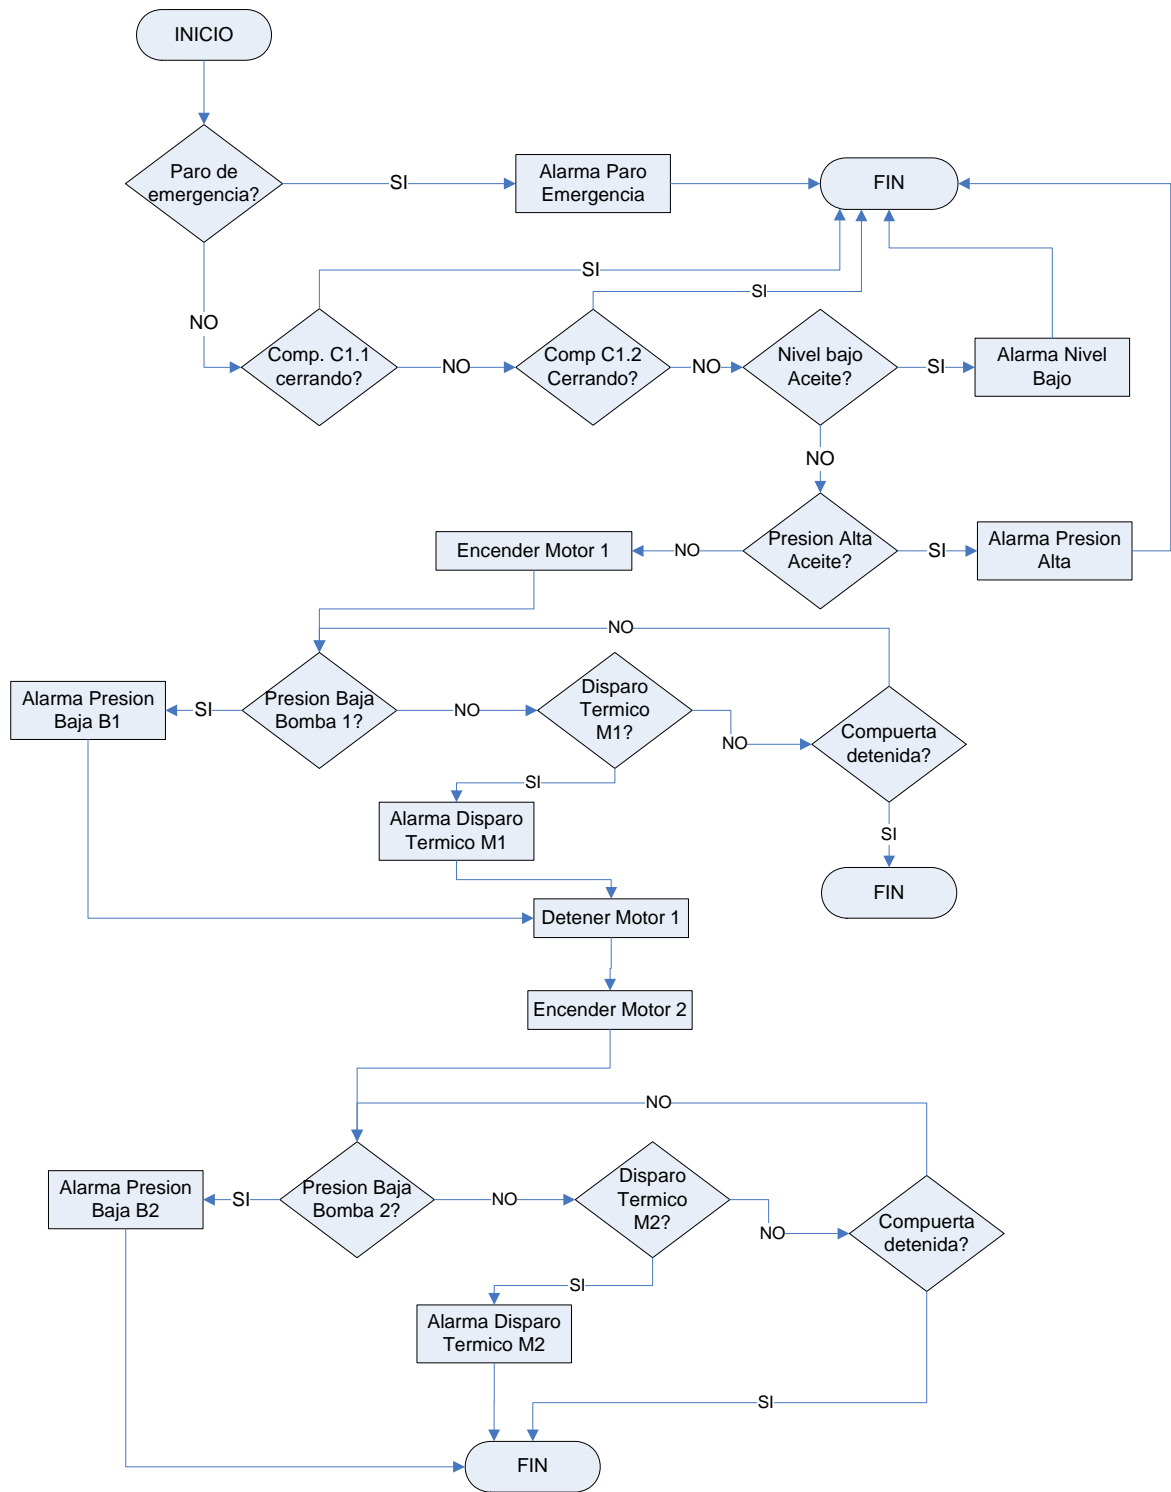 INICIO
Paro de
emergencia?
SI
Alarma Paro
Emergencia
FIN
NO
SI
SI
Comp. C1.1
cerrando?
NO
Comp C1.2
Cerrando?
NO
Nivel bajo
Aceite?
SI
Alarma Nivel
Bajo
NO
Encender Motor 1
NO
Presion Alta
Aceite?
SI
Alarma Presion
Alta
NO
Alarma Presion
Baja B1
SI
Presion Baja
Bomba 1?
NO
Disparo
Termico
M1?
NO
Compuerta
detenida?
SI
Alarma Disparo
Termico M1
SI
FIN
Detener Motor 1
Encender Motor 2
NO
Alarma Presion
Baja B2
SI
Presion Baja
Bomba 2?
NO
Disparo
Termico
M2?
NO
Compuerta
detenida?
SI
Alarma Disparo
Termico M2
SI
FIN